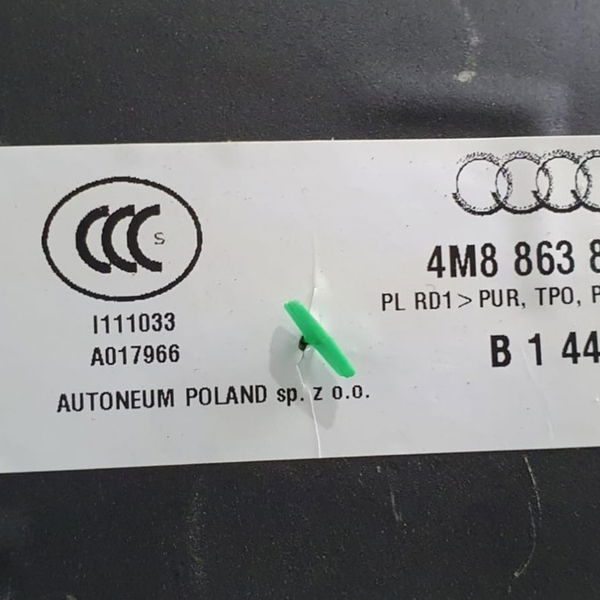 CCC S
I111033
A017966
AUTONEUM POLAND sp. z o.o.
4M8 863 8
PL RD1> PUR, TPO, P
B 1 44